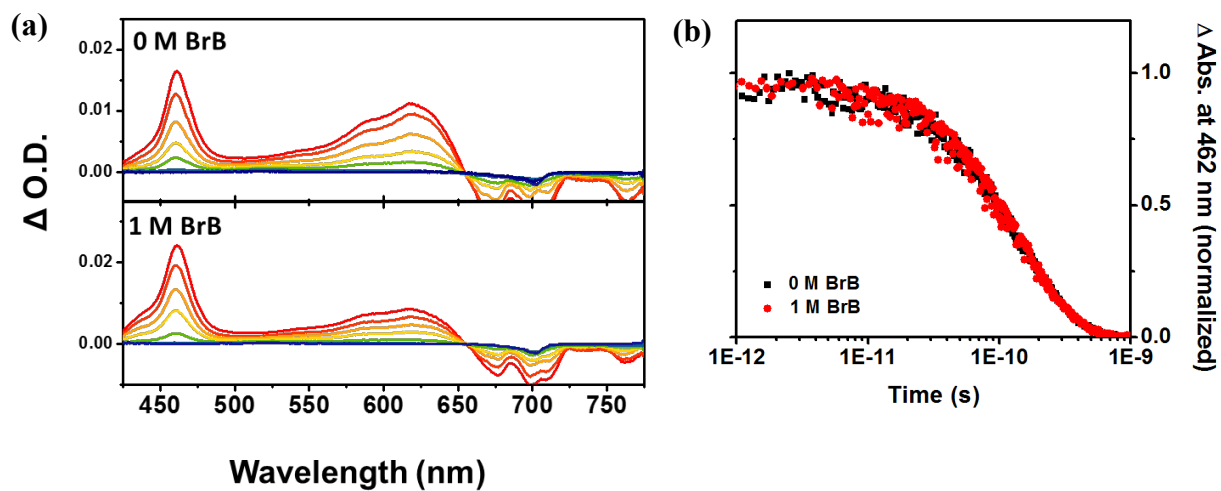 (a)
0 M BrB
0.02
0.01
0.00
1 M BrB
0.02
0.00
Δ O.D.
450 500 550 600 650 700 750
Wavelength (nm)
(b)
1.0
0.5
0.0
0 M BrB
1 M BrB
1E-12 1E-11 1E-10 1E-9
Time (s)
Δ Abs. at 462 nm (normalized)